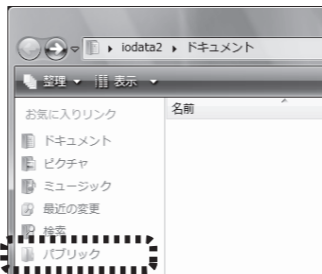 iodata2 ▸ ドキュメント
整理 表示
お気に入りリンク
名前
ドキュメント
ピクチャ
ミュージック
最近の変更
検索
パブリック